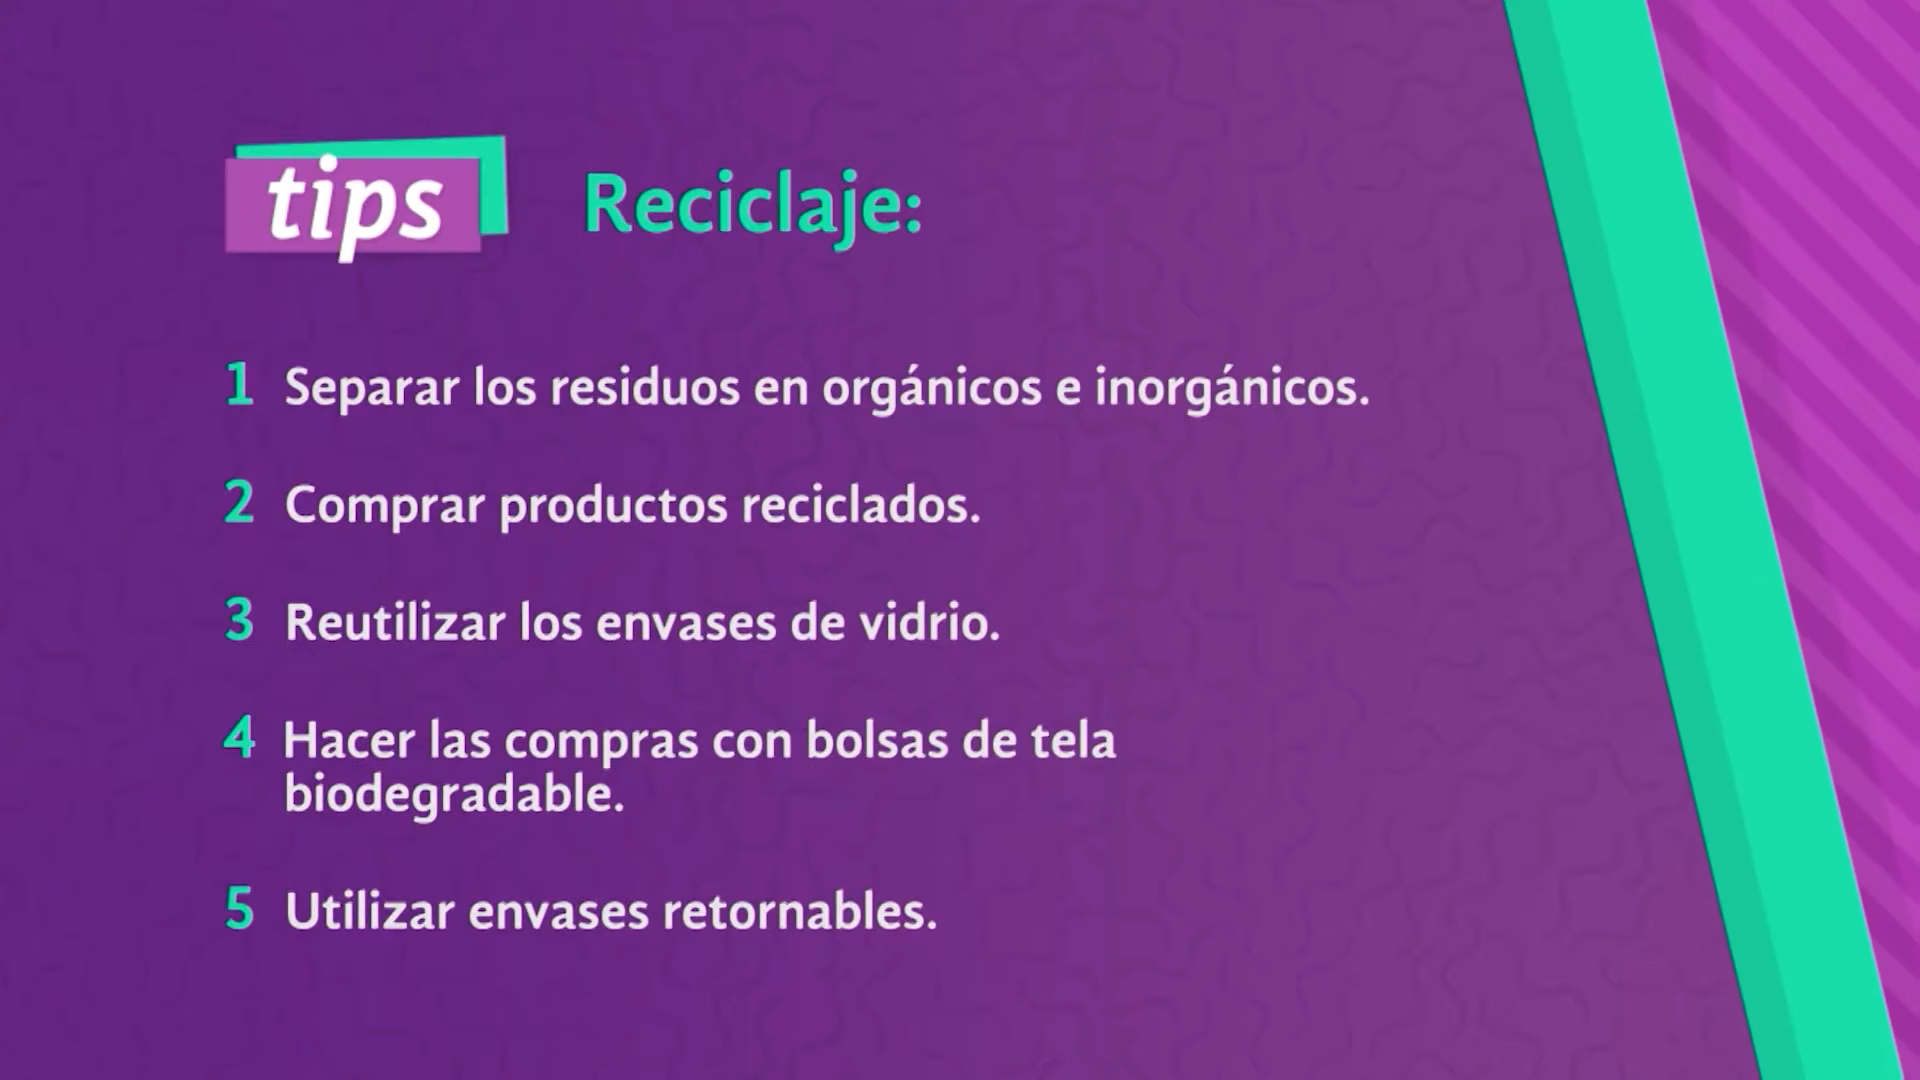 tips Reciclaje:
1 Separar los residuos en orgánicos e inorgánicos.
2 Comprar productos reciclados.
3 Reutilizar los envases de vidrio.
4 Hacer las compras con bolsas de tela
biodegradable.
5 Utilizar envases retornables.